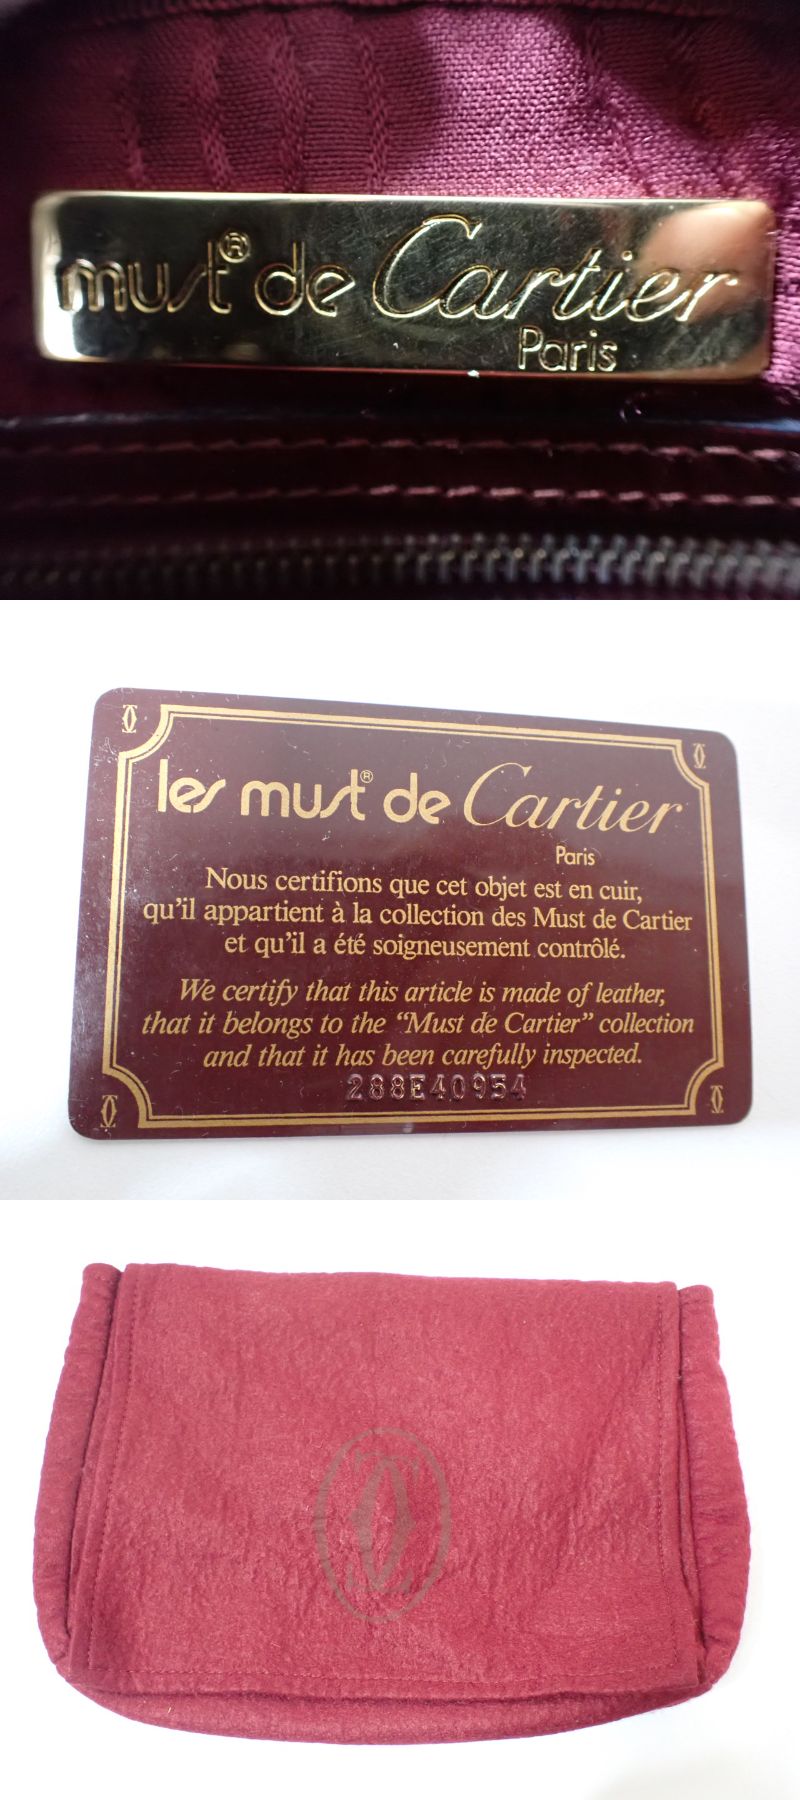 must® de Cartier
Paris
les must® de Cartier
Paris
Nous certifions que cet objet est en cuir,
qu'il appartient à la collection des Must de Cartier
et qu'il a été soigneusement contrôlé.
We certify that this article is made of leather,
that it belongs to the “Must de Cartier” collection
and that it has been carefully inspected.
288E40954